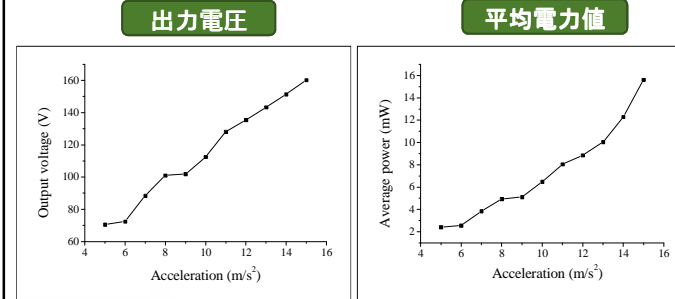 出力電圧
平均電力値
Output voltage (V)
160
140
120
100
80
60
4 6 8 10 12 14 16
Acceleration (m/s²)
Average power (mW)
16
14
12
10
8
6
4
2
4 6 8 10 12 14 16
Acceleration (m/s²)